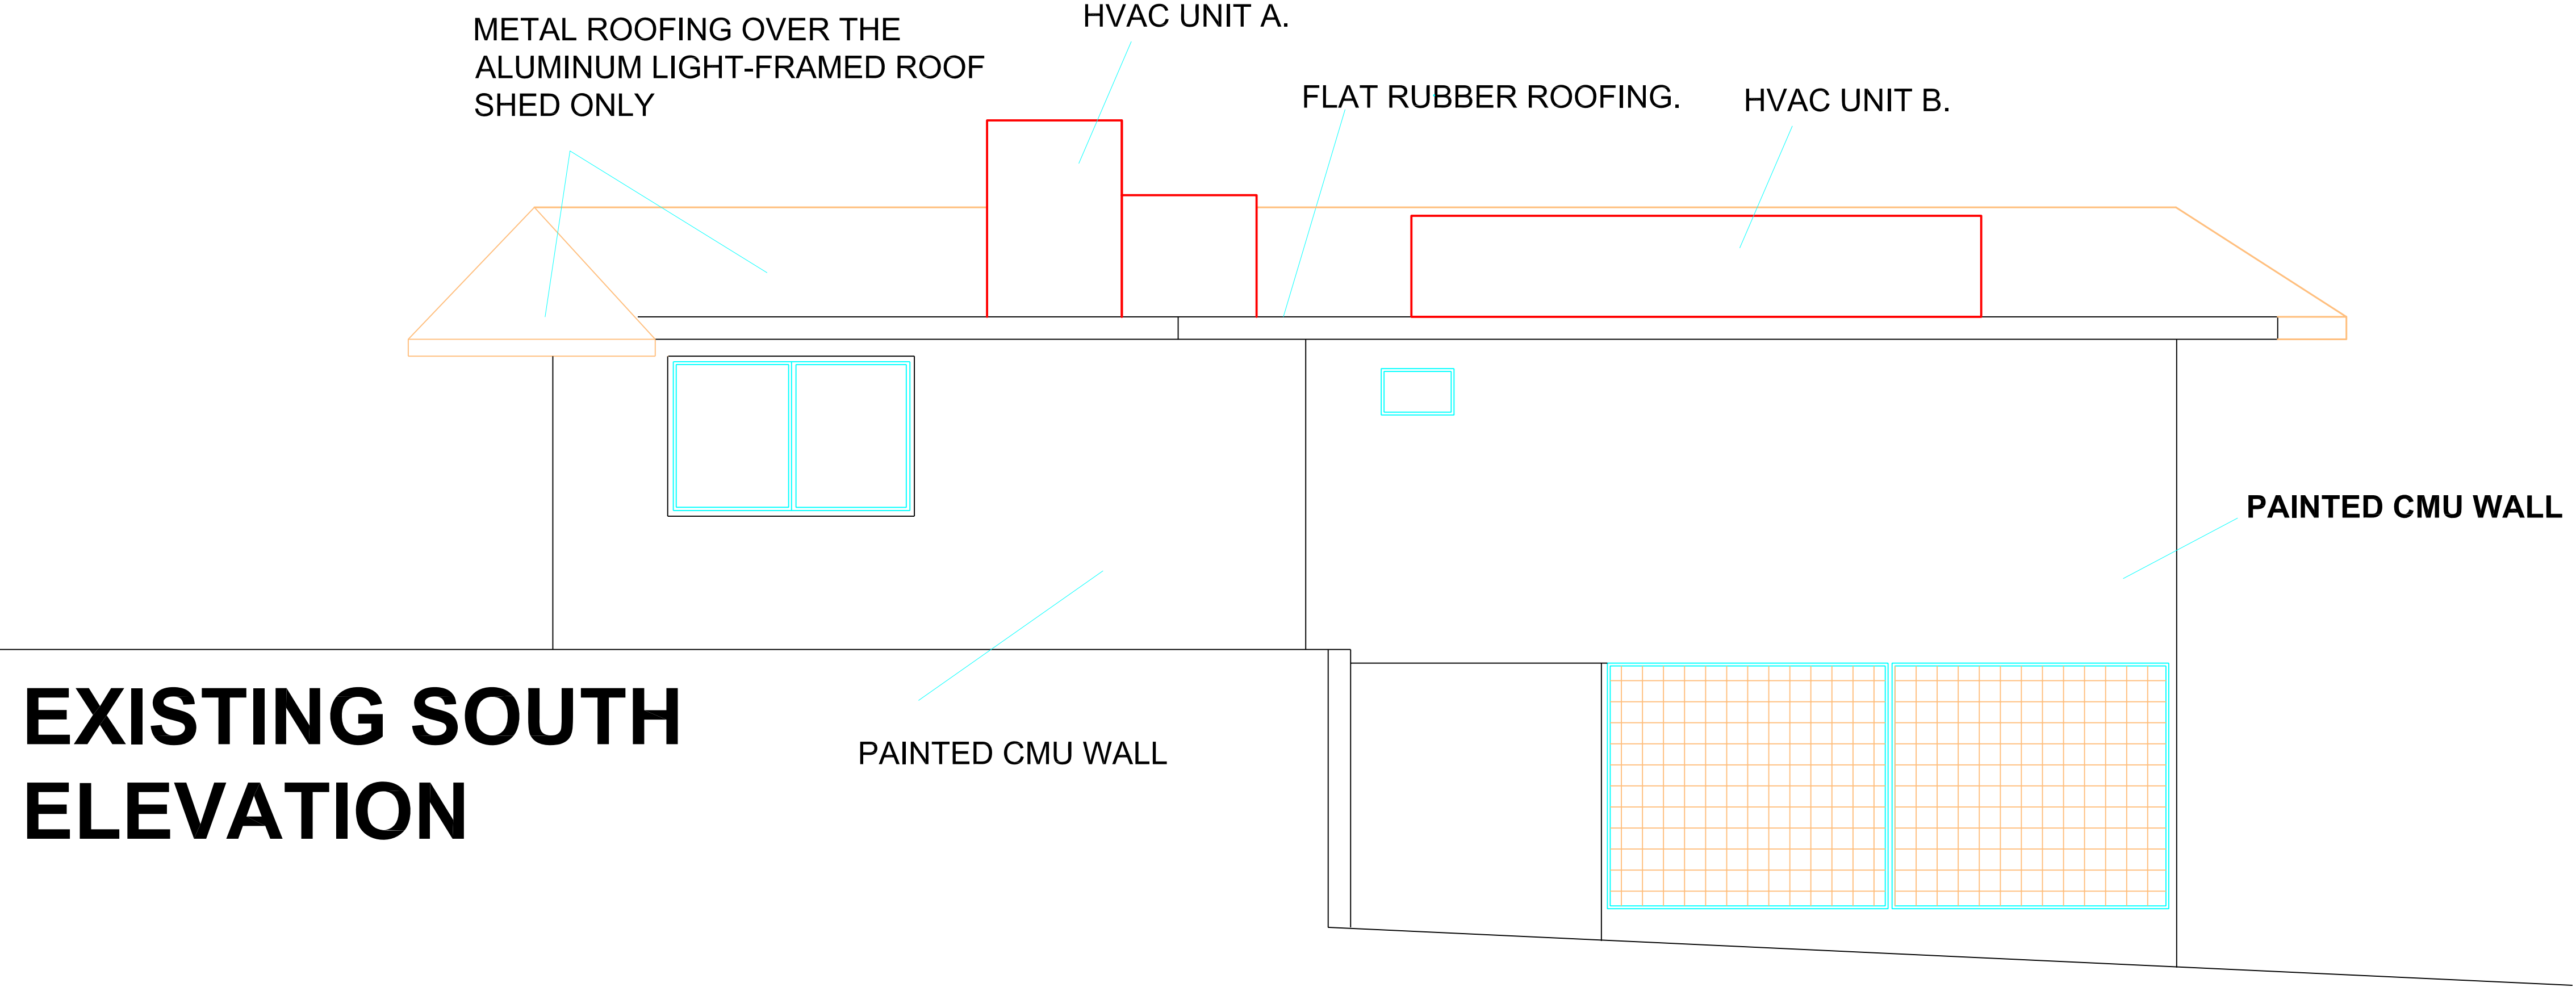 METAL ROOFING OVER THE
ALUMINUM LIGHT-FRAMED ROOF
SHED ONLY
HVAC UNIT A.
FLAT RUBBER ROOFING.
HVAC UNIT B.
PAINTED CMU WALL
PAINTED CMU WALL
EXISTING SOUTH
ELEVATION